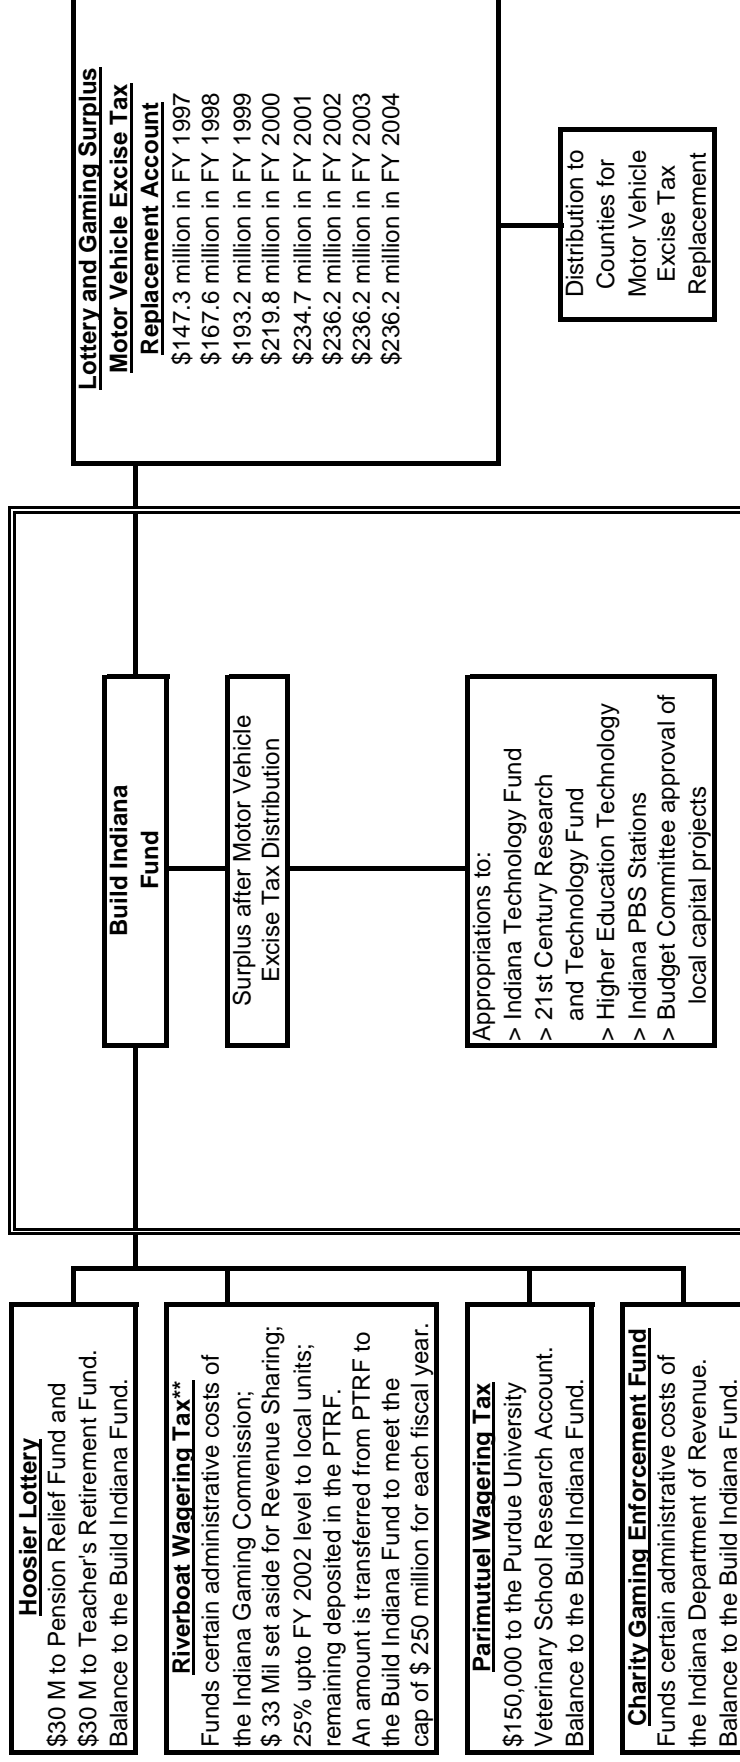 Hoosier Lottery
$30 M to Pension Relief Fund and
$30 M to Teacher's Retirement Fund.
Balance to the Build Indiana Fund.
Riverboat Wagering Tax**
Funds certain administrative costs of
the Indiana Gaming Commission;
$ 33 Mil set aside for Revenue Sharing;
25% upto FY 2002 level to local units;
remaining deposited in the PTRF.
An amount is transferred from PTRF to
the Build Indiana Fund to meet the
cap of $ 250 million for each fiscal year.
Parimutuel Wagering Tax
$150,000 to the Purdue University
Veterinary School Research Account.
Balance to the Build Indiana Fund.
Charity Gaming Enforcement Fund
Funds certain administrative costs of
the Indiana Department of Revenue.
Balance to the Build Indiana Fund.
Build Indiana
Fund
Surplus after Motor Vehicle
Excise Tax Distribution
Appropriations to:
> Indiana Technology Fund
> 21st Century Research
and Technology Fund
> Higher Education Technology
> Indiana PBS Stations
> Budget Committee approval of
local capital projects
Lottery and Gaming Surplus
Motor Vehicle Excise Tax
Replacement Account
$147.3 million in FY 1997
$167.6 million in FY 1998
$193.2 million in FY 1999
$219.8 million in FY 2000
$234.7 million in FY 2001
$236.2 million in FY 2002
$236.2 million in FY 2003
$236.2 million in FY 2004
Distribution to
Counties for
Motor Vehicle
Excise Tax
Replacement